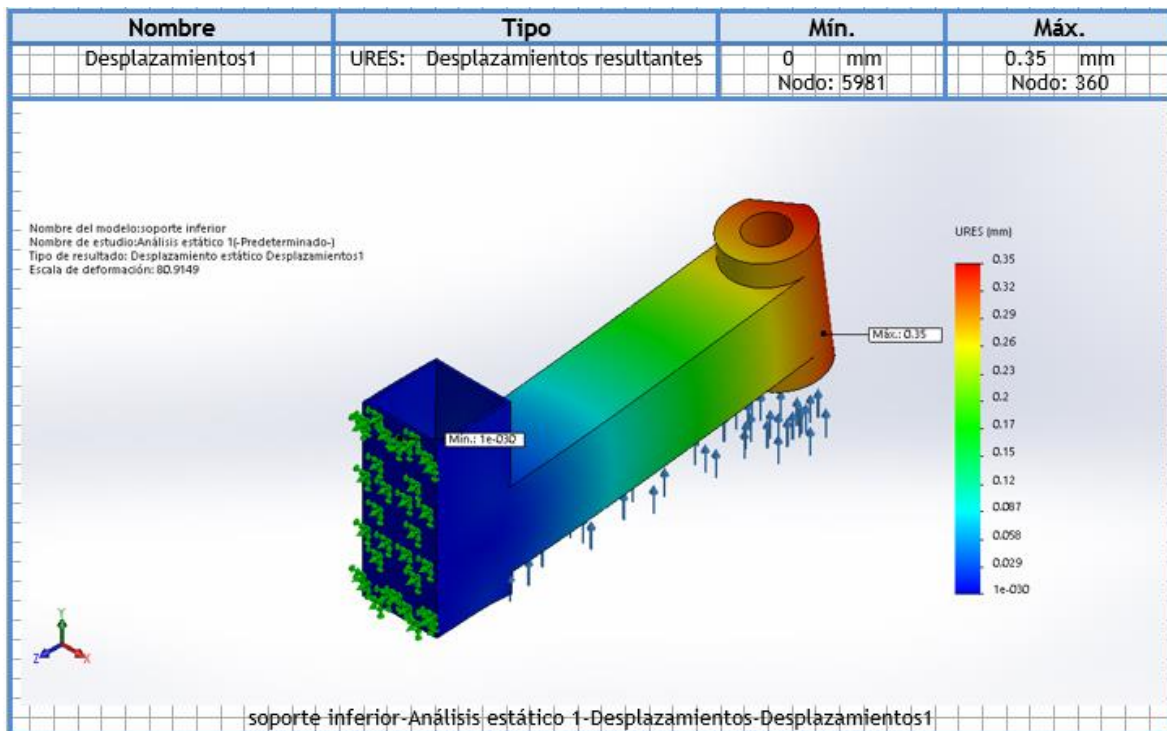 Nombre Tipo Mín. Máx.
Desplazamientos1 URES: Desplazamientos resultantes 0 mm 0.35 mm
Nodo: 5981 Nodo: 360
Nombre del modelo:soporte inferior
Nombre de estudio:Análisis estático 1(-Predeterminado-)
Tipo de resultado: Desplazamiento estático Desplazamientos1
Escala de deformación: 80.9149
URES (mm)
0.35
0.32
0.29
0.26
0.23
0.2
0.17
0.15
0.12
0.087
0.058
0.029
1e-030
Máx.: 0.35
Mín.: 1e-030
Y
Z
X
soporte inferior-Análisis estático 1-Desplazamientos-Desplazamientos1